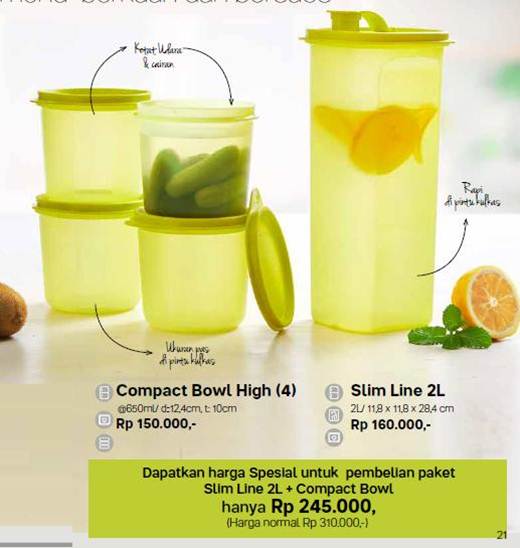 Ketat Udara
& cairan
Rapi
di pintu kulkas
Ukuran pas
di pintu kulkas
Compact Bowl High (4)
@650ml/ d:12,4cm, t: 10cm
Rp 150.000,-
Slim Line 2L
2L/ 11,8 x 11,8 x 28,4 cm
Rp 160.000,-
Dapatkan harga Spesial untuk pembelian paket
Slim Line 2L + Compact Bowl
hanya Rp 245.000,
(Harga normal Rp 310.000,-)
21